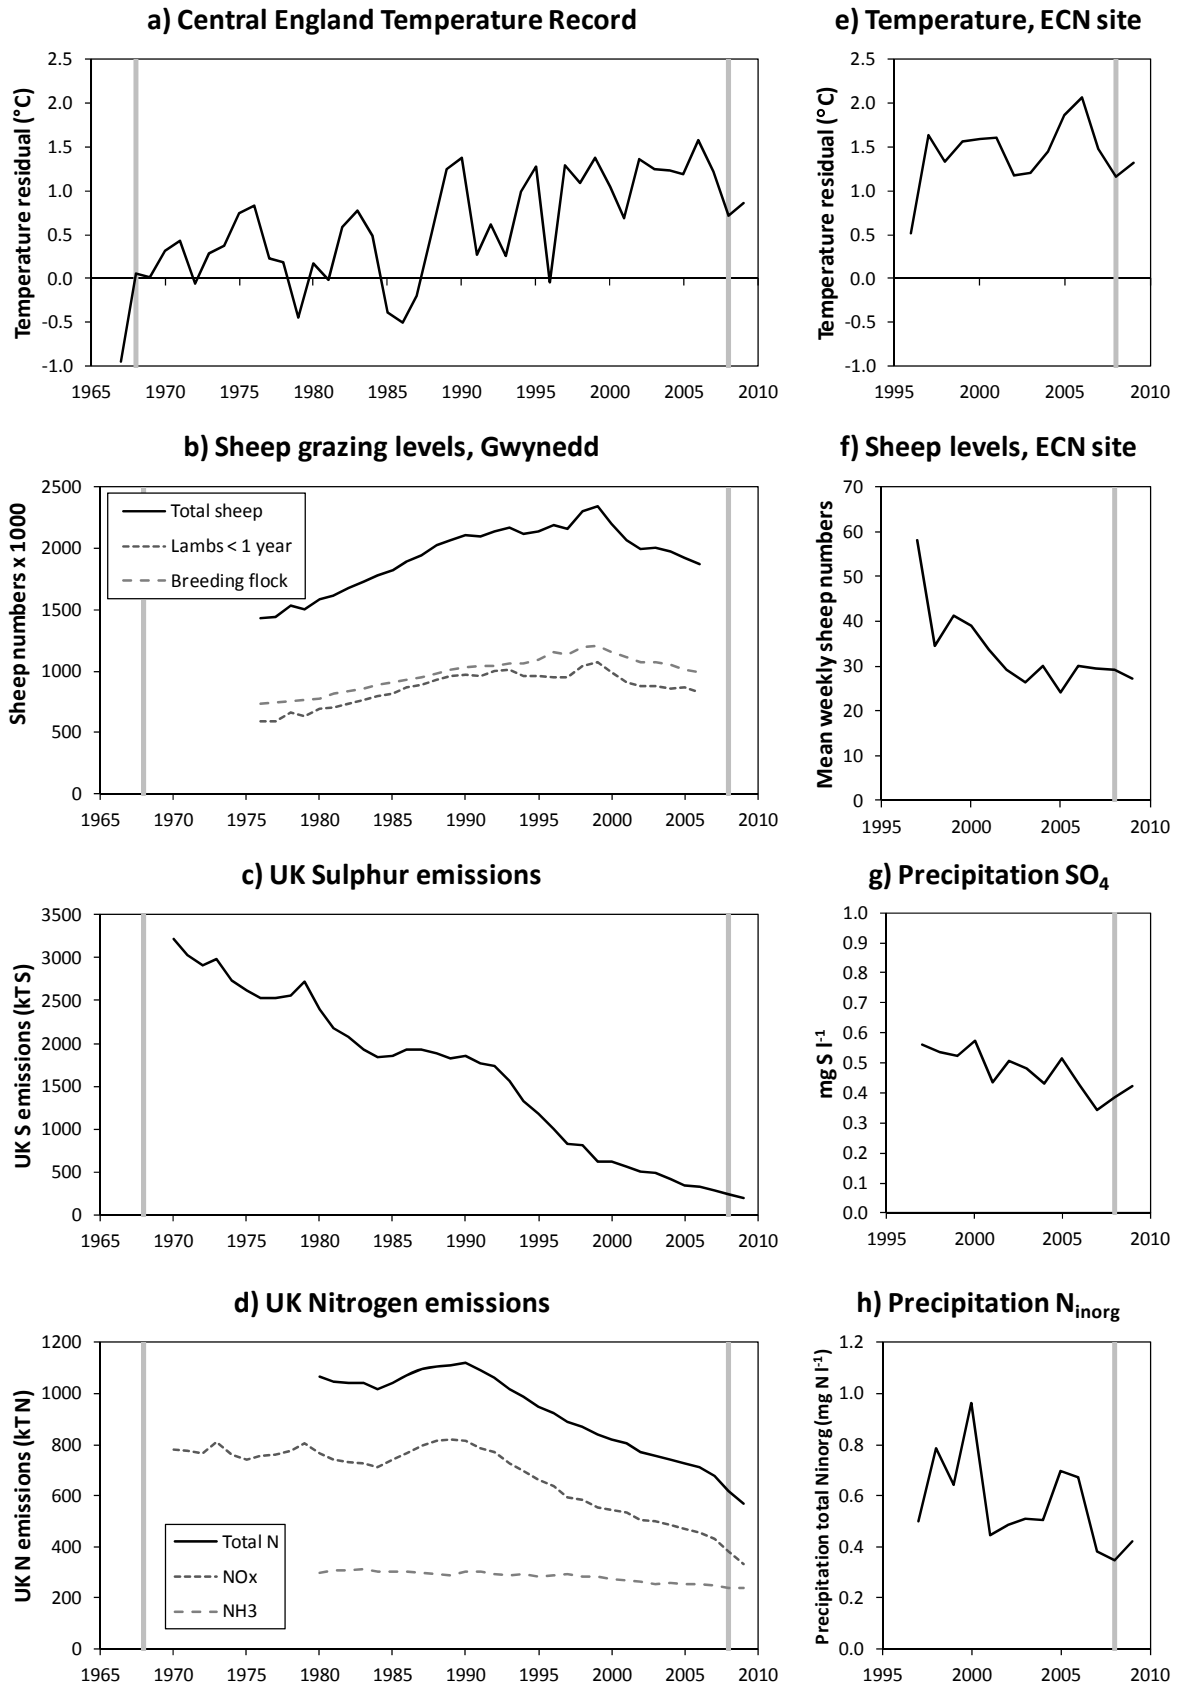 a) Central England Temperature Record
Temperature residual (°C)
2.5
2.0
1.5
1.0
0.5
0.0
-0.5
-1.0
1965 1970 1975 1980 1985 1990 1995 2000 2005 2010
e) Temperature, ECN site
Temperature residual (°C)
2.5
2.0
1.5
1.0
0.5
0.0
-0.5
-1.0
1995 2000 2005 2010
b) Sheep grazing levels, Gwynedd
Sheep numbers x 1000
2500
2000
1500
1000
500
0
Total sheep
Lambs < 1 year
Breeding flock
1965 1970 1975 1980 1985 1990 1995 2000 2005 2010
f) Sheep levels, ECN site
Mean weekly sheep numbers
70
60
50
40
30
20
10
0
1995 2000 2005 2010
c) UK Sulphur emissions
UK S emissions (kT S)
3500
3000
2500
2000
1500
1000
500
0
1965 1970 1975 1980 1985 1990 1995 2000 2005 2010
g) Precipitation SO₄
mg S l⁻¹
1.0
0.9
0.8
0.7
0.6
0.5
0.4
0.3
0.2
0.1
0.0
1995 2000 2005 2010
d) UK Nitrogen emissions
UK N emissions (kT N)
1200
1000
800
600
400
200
0
Total N
NOx
NH3
1965 1970 1975 1980 1985 1990 1995 2000 2005 2010
h) Precipitation Nᵢₙₒᵣg
Precipitation total Ninorg (mg N l⁻¹)
1.2
1.0
0.8
0.6
0.4
0.2
0.0
1995 2000 2005 2010